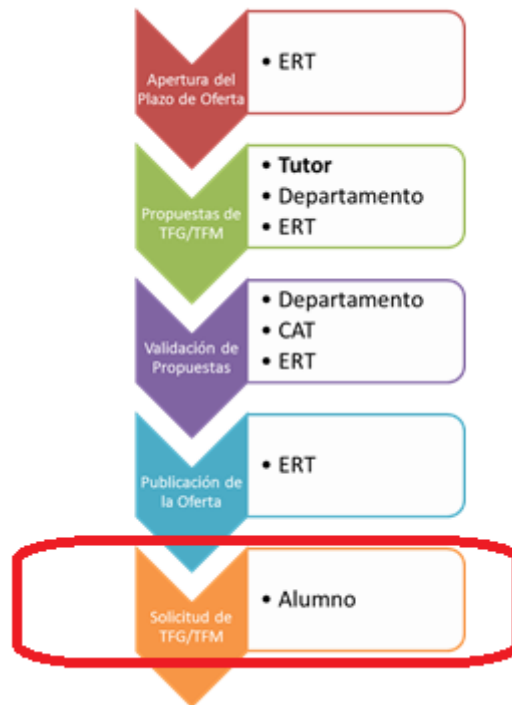 Apertura del
Plazo de Oferta
• ERT
Propuestas de
TFG/TFM
• Tutor
• Departamento
• ERT
Validación de
Propuestas
• Departamento
• CAT
• ERT
Publicación de
la Oferta
• ERT
Solicitud de
TFG/TFM
• Alumno